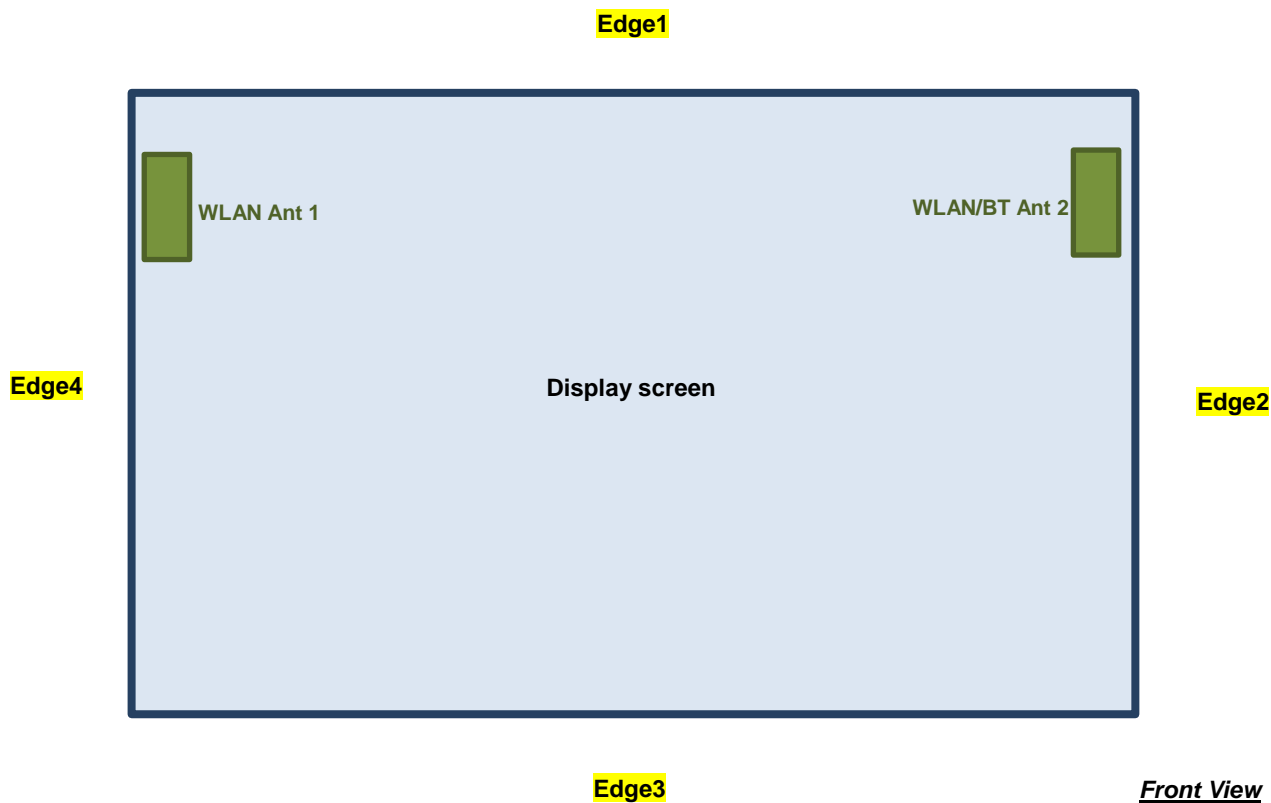 Edge1
WLAN Ant 1
WLAN/BT Ant 2
Edge4
Display screen
Edge2
Edge3
Front View